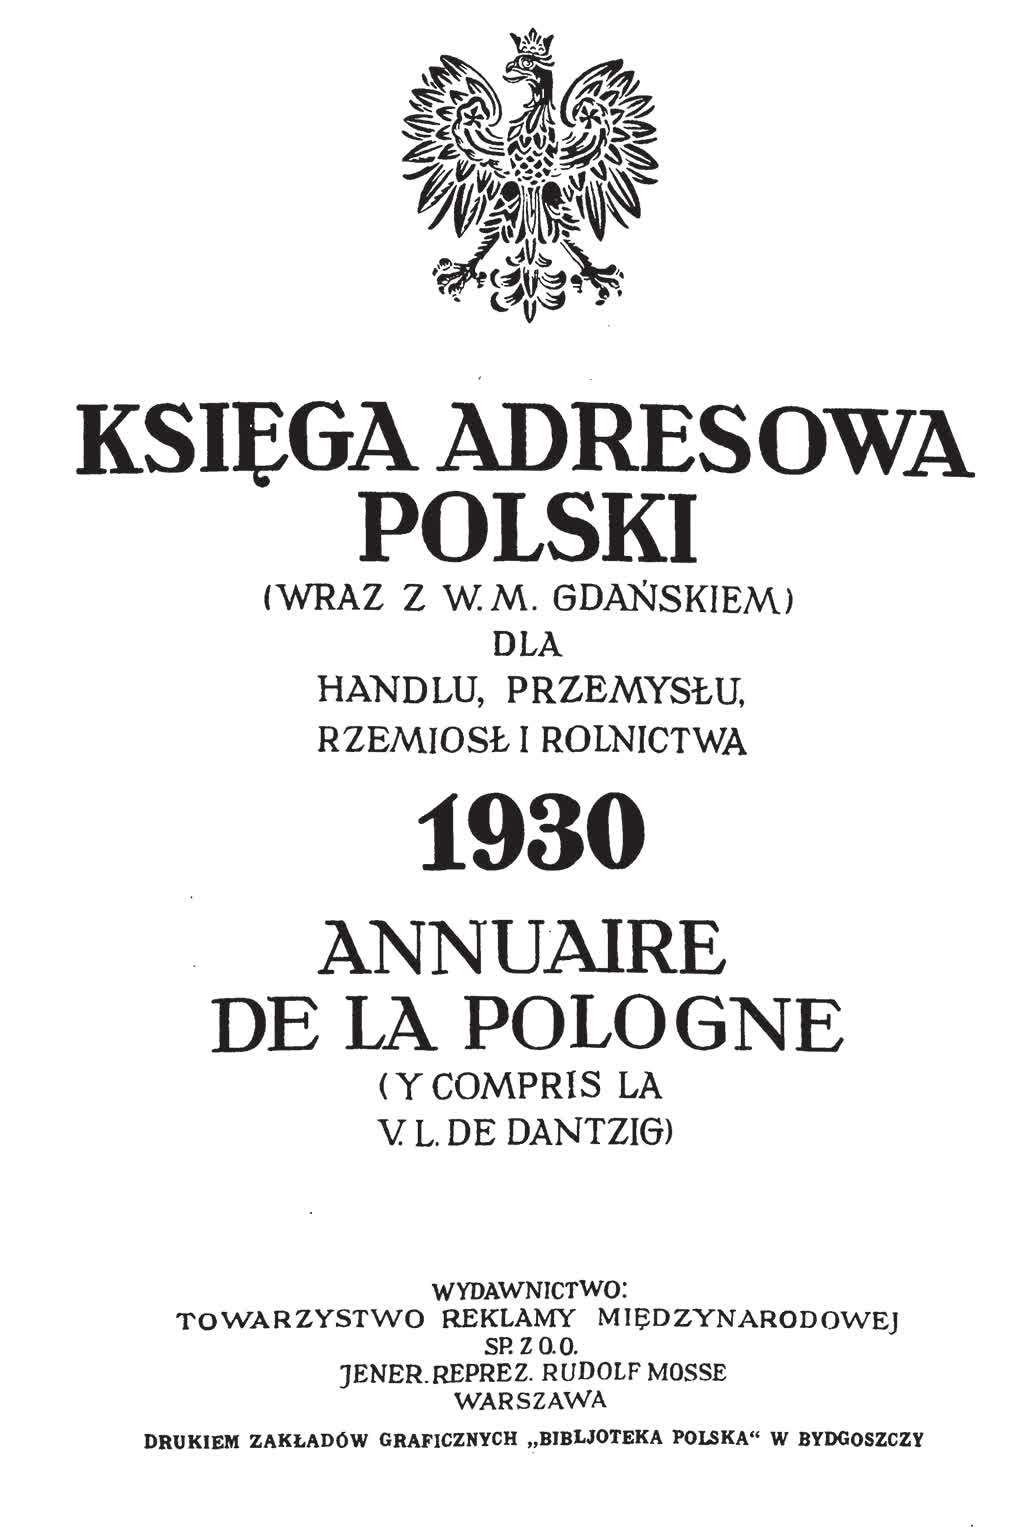 KSIĘGA ADRESOWA
POLSKI
(WRAZ Z W. M. GDAŃSKIEM)
DLA
HANDLU, PRZEMYSŁU,
RZEMIOSŁ I ROLNICTWA
1930
ANNUAIRE
DE LA POLOGNE
(Y COMPRIS LA
V. L. DE DANTZIG)
WYDAWNICTWO:
TOWARZYSTWO REKLAMY MIĘDZYNARODOWEJ
SP. Z O.O.
JENER. REPREZ. RUDOLF MOSSE
WARSZAWA
DRUKIEM ZAKŁADÓW GRAFICZNYCH „BIBLJOTEKA POLSKA“ W BYDGOSZCZY